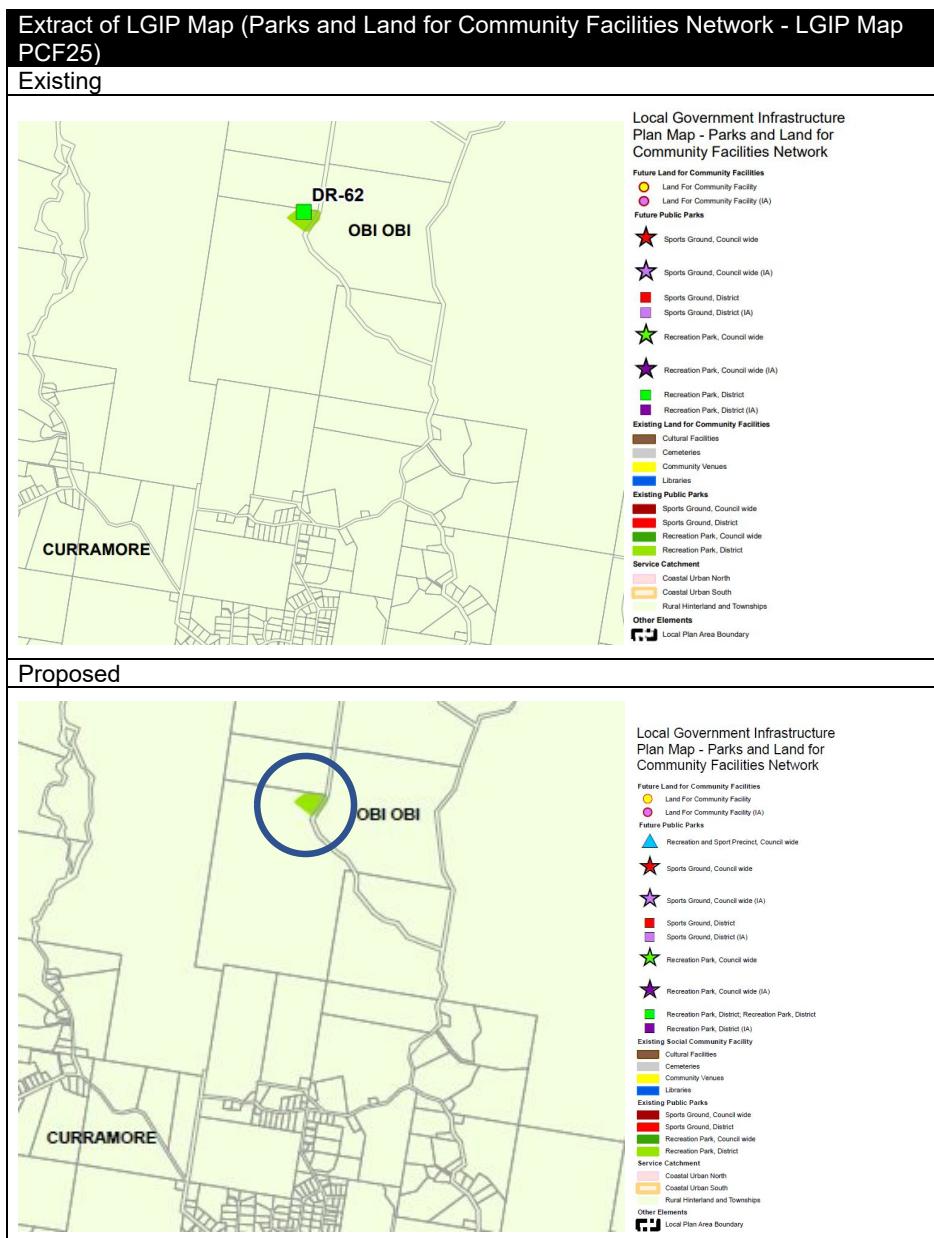 Extract of LGIP Map (Parks and Land for Community Facilities Network - LGIP Map
PCF25)
Existing
DR-62
OBI OBI
CURRAMORE
Local Government Infrastructure
Plan Map - Parks and Land for
Community Facilities Network
Future Land for Community Facilities
Land For Community Facility
Land For Community Facility (IA)
Future Public Parks
Sports Ground, Council wide
Sports Ground, Council wide (IA)
Sports Ground, District
Sports Ground, District (IA)
Recreation Park, Council wide
Recreation Park, Council wide (IA)
Recreation Park, District
Recreation Park, District (IA)
Existing Land for Community Facilities
Cultural Facilities
Cemeteries
Community Venues
Libraries
Existing Public Parks
Sports Ground, Council wide
Sports Ground, District
Recreation Park, Council wide
Recreation Park, District
Service Catchment
Coastal Urban North
Coastal Urban South
Rural Hinterland and Townships
Other Elements
Local Plan Area Boundary
Proposed
OBI OBI
CURRAMORE
Local Government Infrastructure
Plan Map - Parks and Land for
Community Facilities Network
Future Land for Community Facilities
Land For Community Facility
Land For Community Facility (IA)
Future Public Parks
Recreation and Sport Precinct, Council wide
Sports Ground, Council wide
Sports Ground, Council wide (IA)
Sports Ground, District
Sports Ground, District (IA)
Recreation Park, Council wide
Recreation Park, Council wide (IA)
Recreation Park, District; Recreation Park, District
Recreation Park, District (IA)
Existing Social Community Facility
Cultural Facilities
Cemeteries
Community Venues
Libraries
Existing Public Parks
Sports Ground, Council wide
Sports Ground, District
Recreation Park, Council wide
Recreation Park, District
Service Catchment
Coastal Urban North
Coastal Urban South
Rural Hinterland and Townships
Other Elements
Local Plan Area Boundary